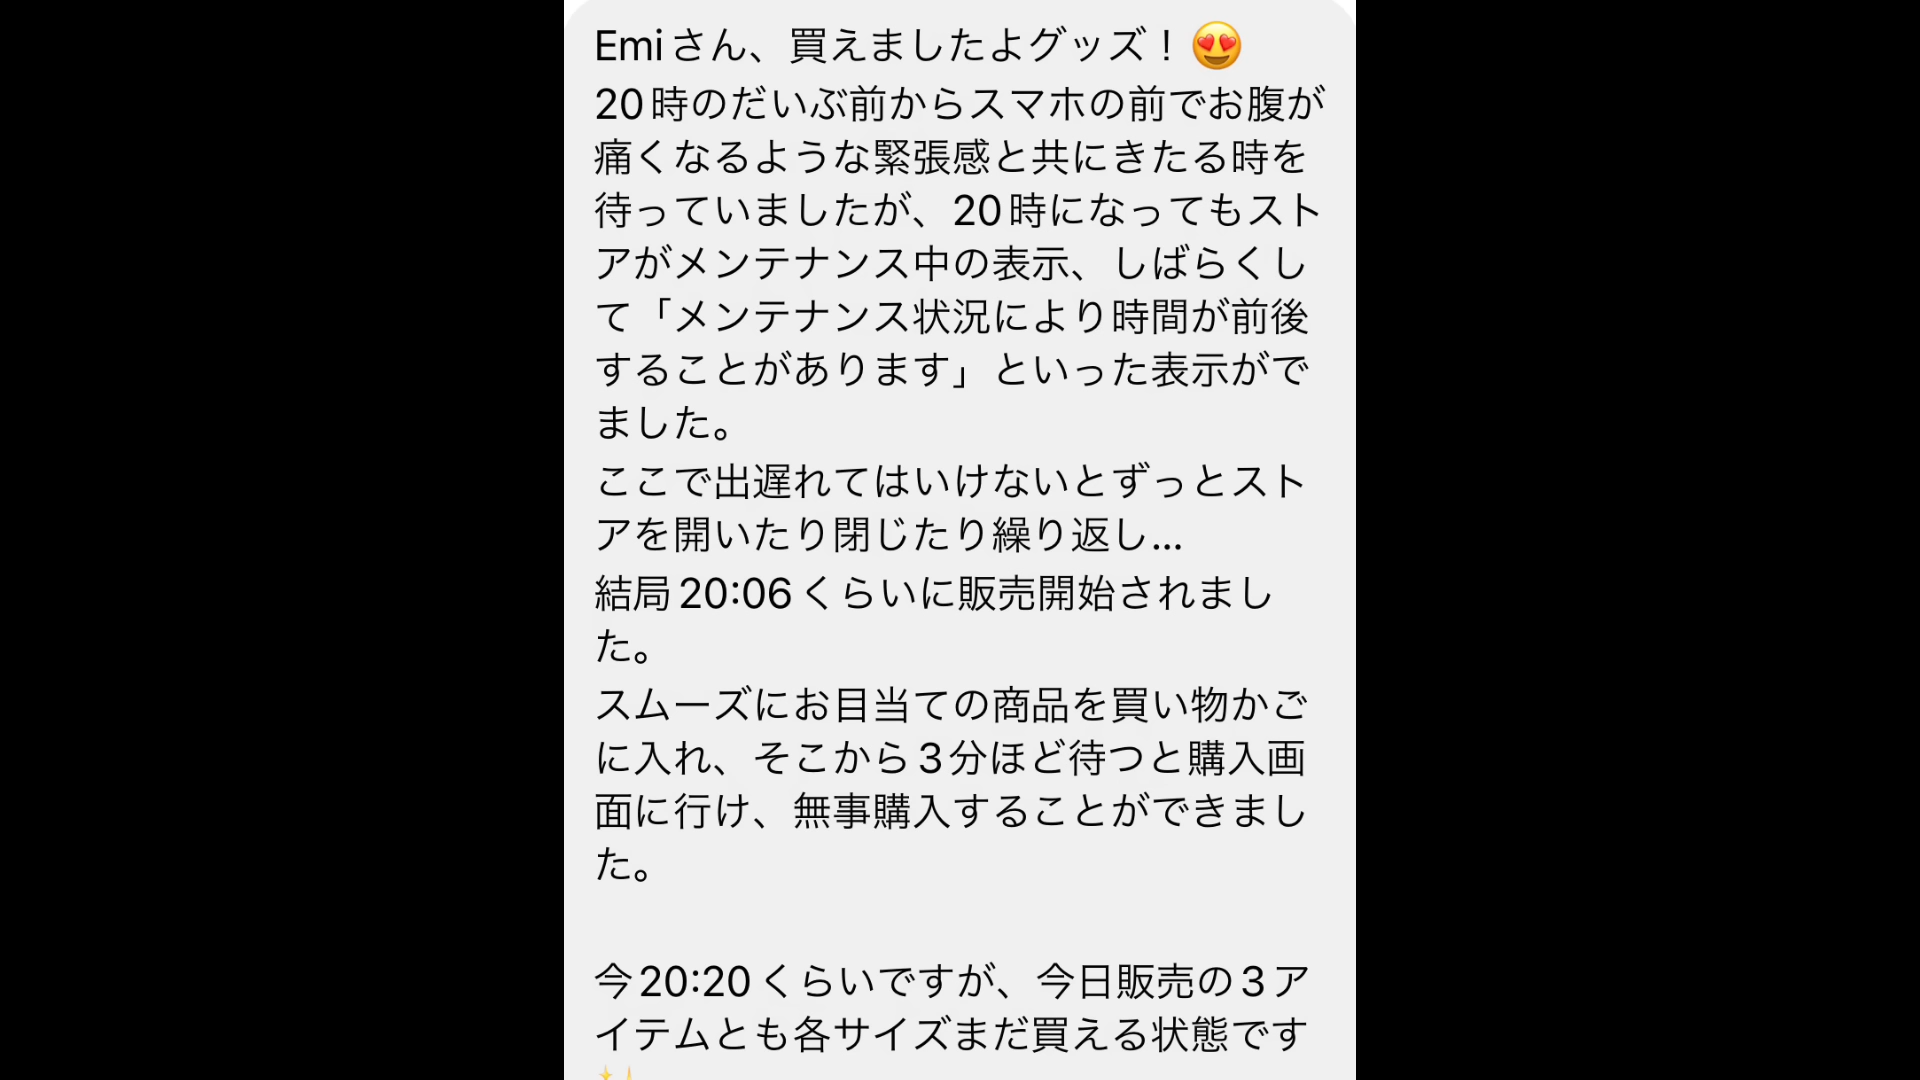 Emiさん、買えましたよグッズ！😍
20時のだいぶ前からスマホの前でお腹が
痛くなるような緊張感と共にきたる時を
待っていましたが、20時になってもスト
アがメンテナンス中の表示、しばらくし
て「メンテナンス状況により時間が前後
することがあります」といった表示がで
ました。
ここで出遅れてはいけないとずっとスト
アを開いたり閉じたり繰り返し...
結局20:06くらいに販売開始されまし
た。
スムーズにお目当ての商品を買い物かご
に入れ、そこから3分ほど待つと購入画
面に行け、無事購入することができまし
た。
今20:20くらいですが、今日販売の3ア
イテムとも各サイズまだ買える状態です
✨